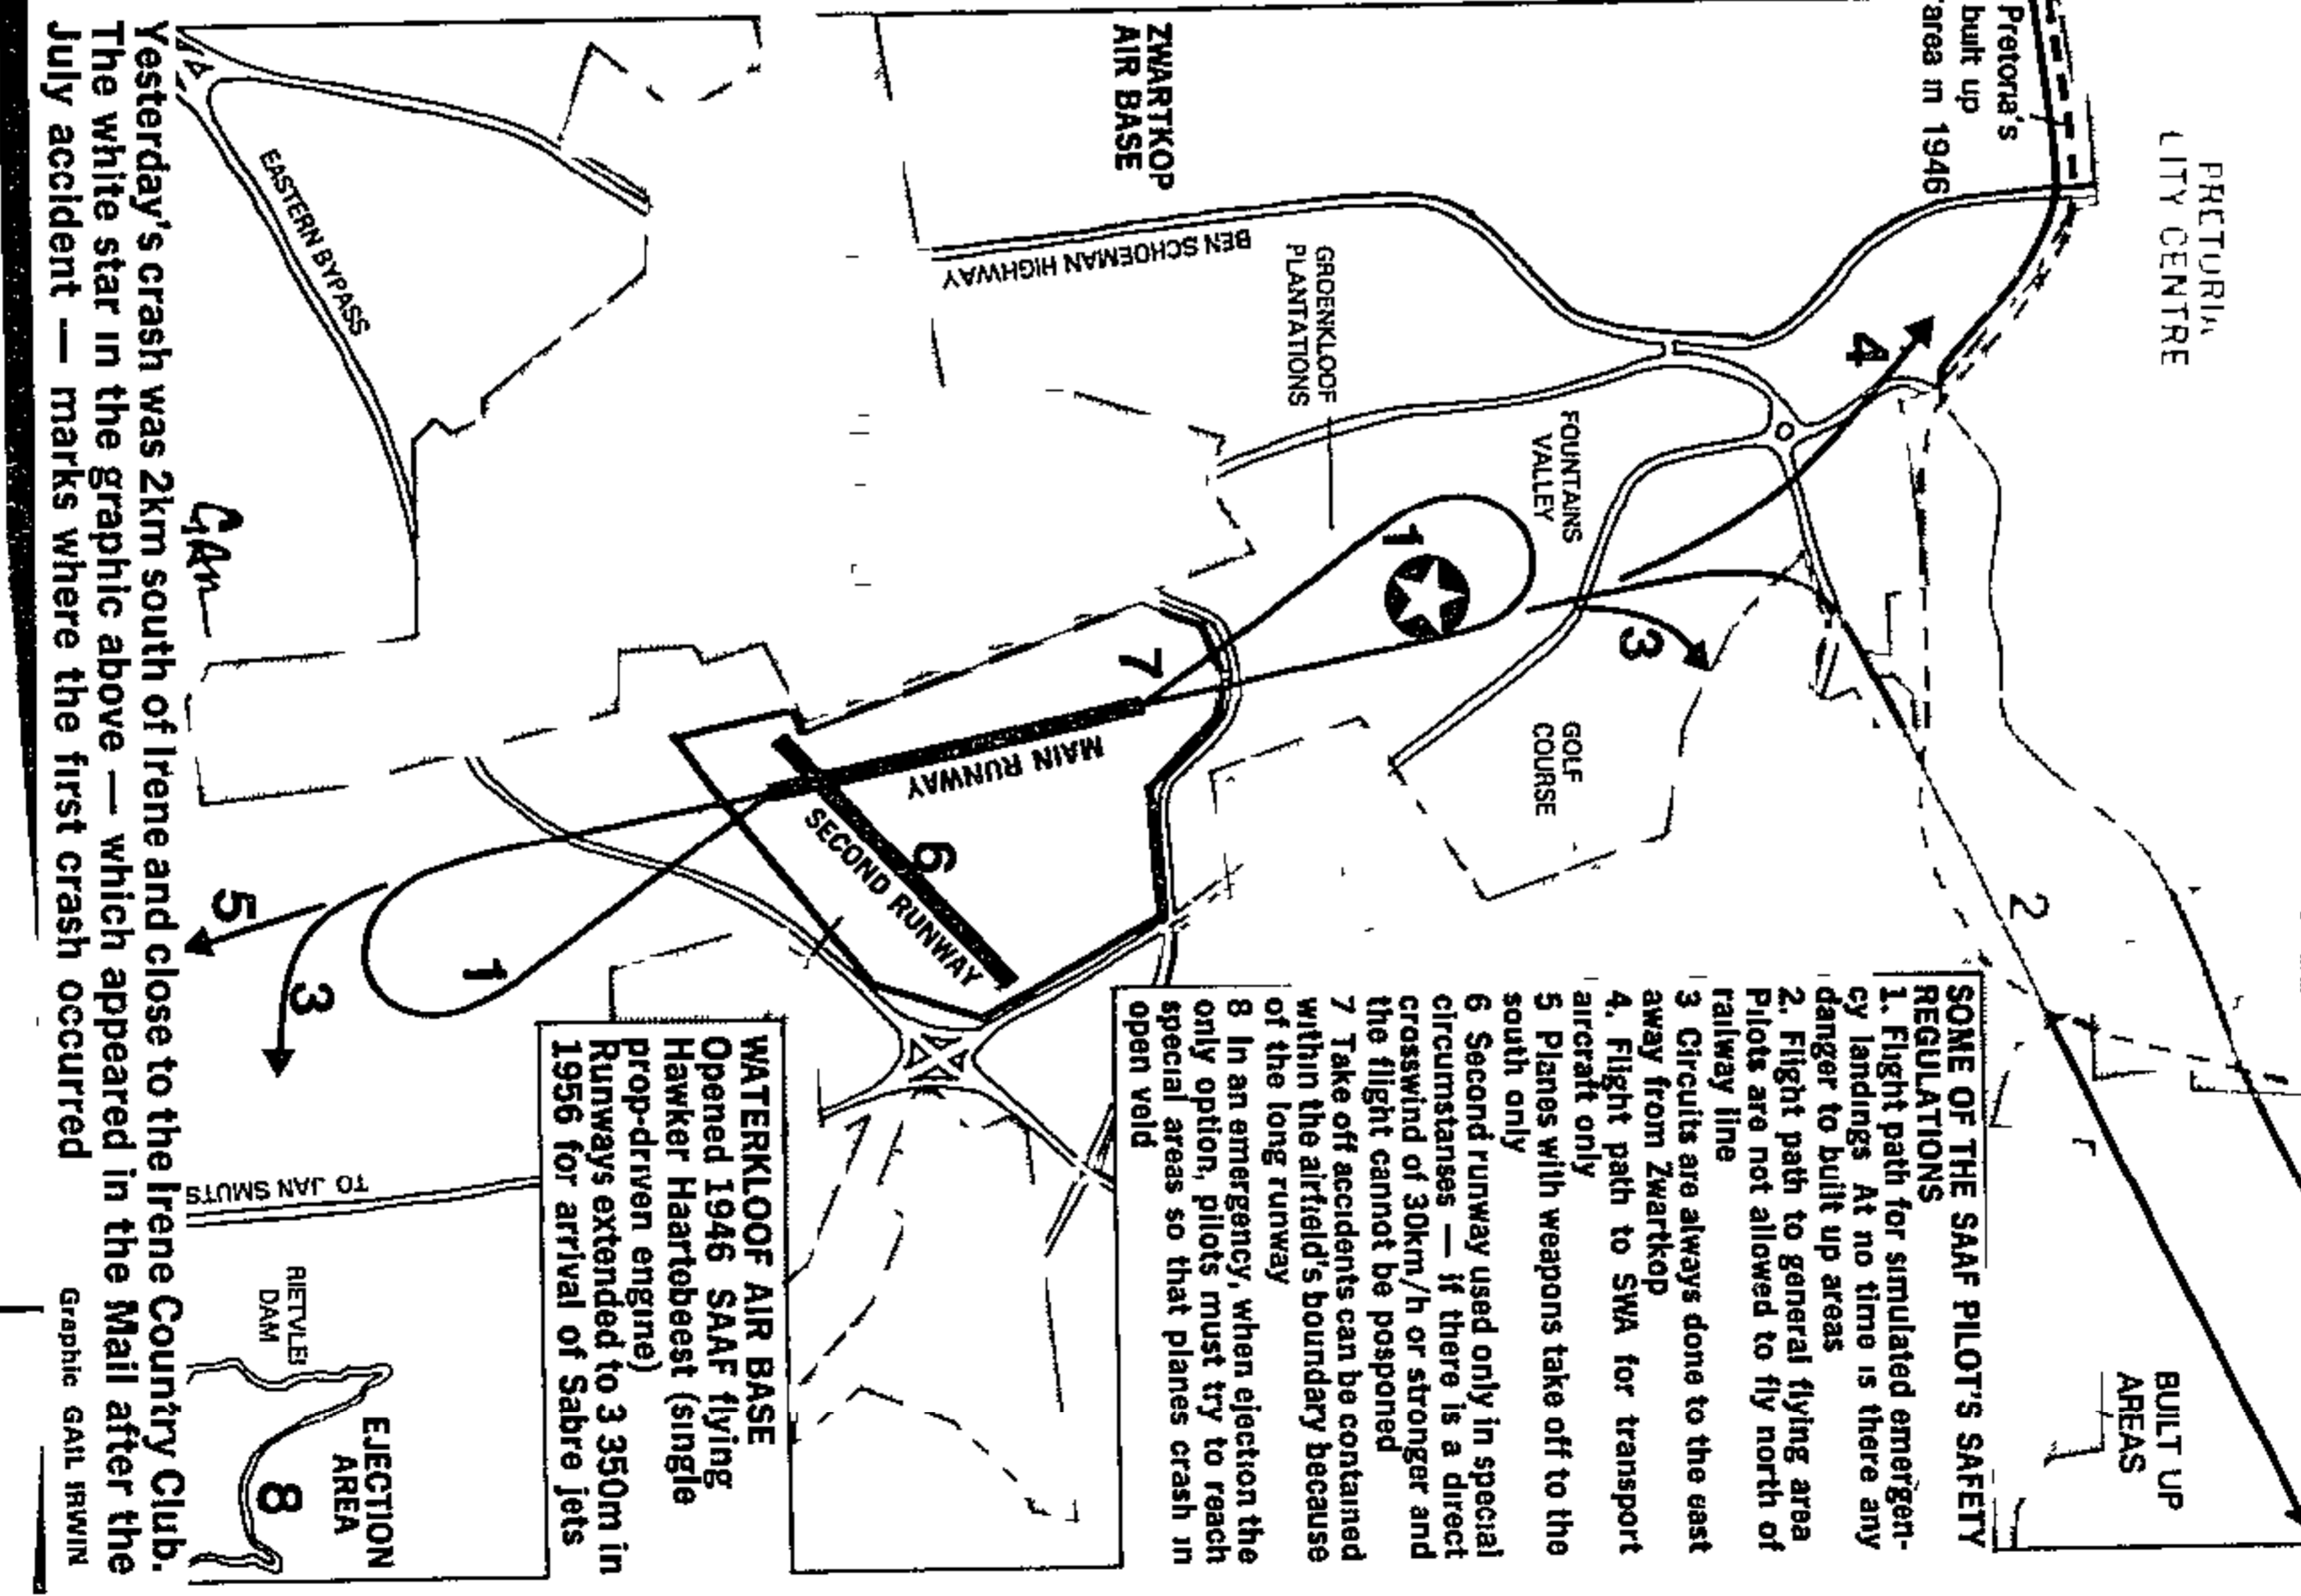 PRETORIA
CITY CENTRE
Pretoria's
built up
area in 1946
ZWARTKOP
AIR BASE
BEN SCHOEMAN HIGHWAY
GROENKLOOF
PLANTATIONS
FOUNTAINS
VALLEY
GOLF
COURSE
4
3
2
1
7
MAIN RUNWAY
6
SECOND RUNWAY
1
3
5
EASTERN BYPASS
BUILT UP
AREAS
SOME OF THE SAAF PILOT'S SAFETY
REGULATIONS
1. Flight path for simulated emergen-
cy landings At no time is there any
danger to built up areas
2. Flight path to general flying area
Pilots are not allowed to fly north of
railway line
3 Circuits are always done to the east
away from Zwartkop
4. Flight path to SWA for transport
aircraft only
5 Planes with weapons take off to the
south only
6 Second runway used only in special
circumstanses — if there is a direct
crosswind of 30km/h or stronger and
the flight cannot be posponed
7 Take off accidents can be contained
within the airfield's boundary because
of the long runway
8 In an emergency, when ejection the
only option, pilots must try to reach
special areas so that planes crash in
open veld
WATERKLOOF AIR BASE
Opened 1946 SAAF flying
Hawker Haartobeest (single
prop-driven engine)
Runways extended to 3 350m in
1956 for arrival of Sabre jets
TO JAN SMUTS
RIETVLEI
DAM
EJECTION
AREA
8
Yesterday's crash was 2km south of Irene and close to the Irene Country Club.
The white star in the graphic above — which appeared in the Mail after the
July accident — marks where the first crash occurred
Graphic GAIL IRWIN